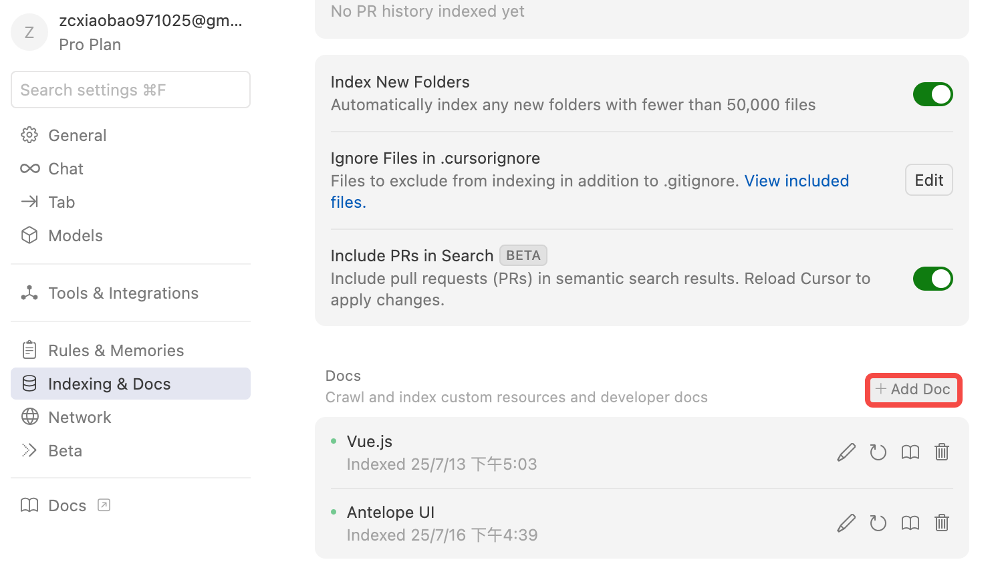 Z
zcxiaobao971025@gm...
Pro Plan
Search settings ⌘F
General
Chat
Tab
Models
Tools & Integrations
Rules & Memories
Indexing & Docs
Network
Beta
Docs
No PR history indexed yet
Index New Folders
Automatically index any new folders with fewer than 50,000 files
Ignore Files in .cursorignore
Files to exclude from indexing in addition to .gitignore. View included
files.
Edit
Include PRs in Search BETA
Include pull requests (PRs) in semantic search results. Reload Cursor to
apply changes.
Docs
Crawl and index custom resources and developer docs
+ Add Doc
Vue.js
Indexed 25/7/13 下午5:03
Antelope UI
Indexed 25/7/16 下午4:39